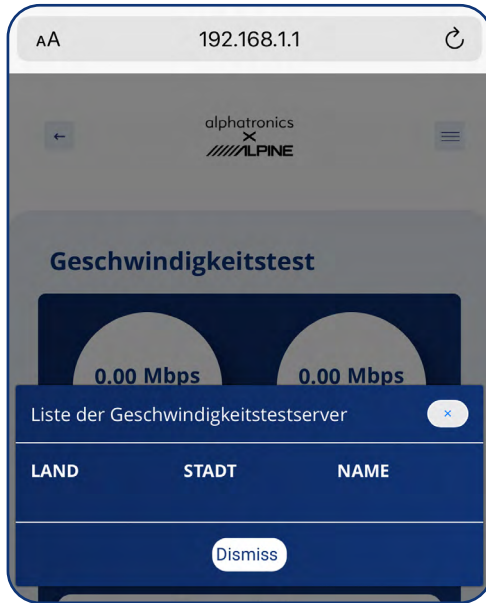 AA 192.168.1.1
alphatronics
×
ALPINE
Geschwindigkeitstest
0.00 Mbps 0.00 Mbps
Liste der Geschwindigkeitstestserver ×
LAND STADT NAME
Dismiss